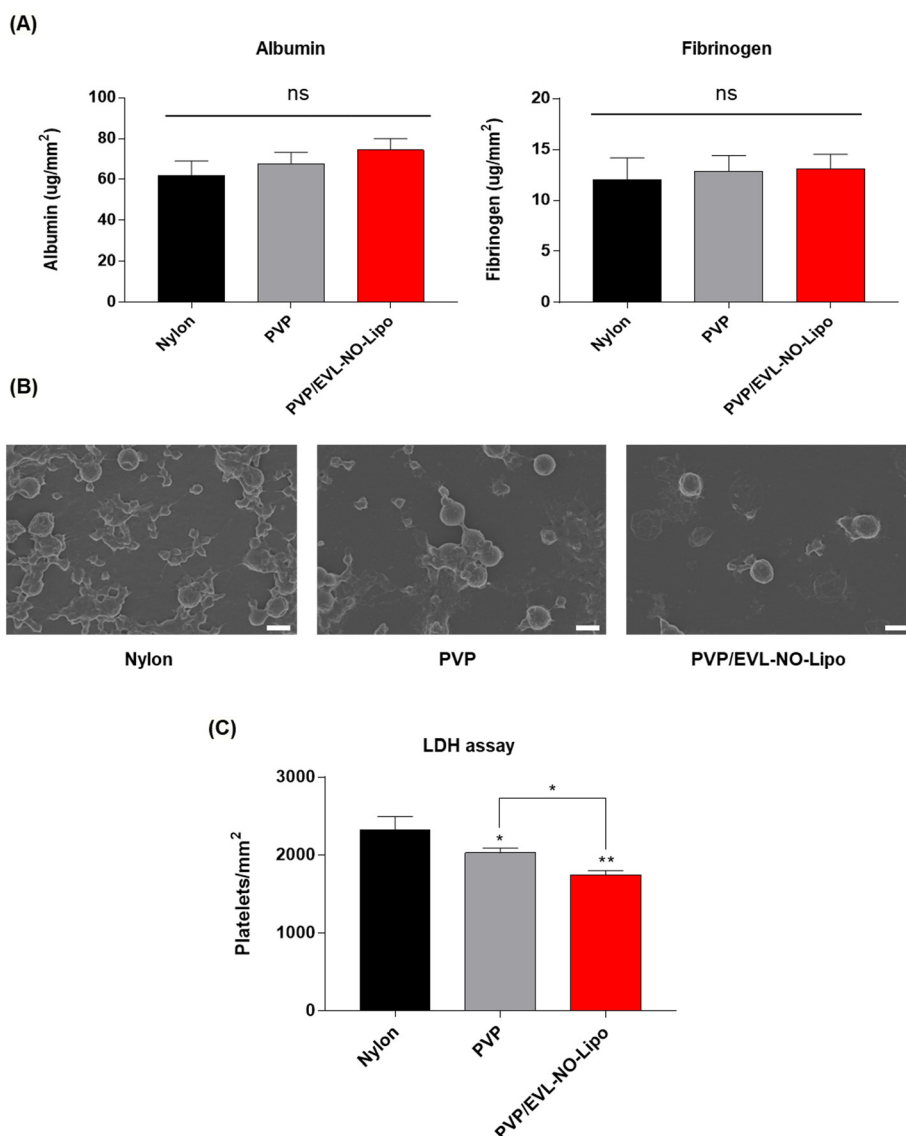 (A)
Albumin
ns
Albumin (ug/mm²)
100
80
60
40
20
0
Nylon
PVP
PVP/EVL-NO-Lipo
Fibrinogen
ns
Fibrinogen (ug/mm²)
20
15
10
5
0
Nylon
PVP
PVP/EVL-NO-Lipo
(B)
Nylon
PVP
PVP/EVL-NO-Lipo
(C)
LDH assay
Platelets/mm²
3000
2000
1000
0
*
*
**
Nylon
PVP
PVP/EVL-NO-Lipo